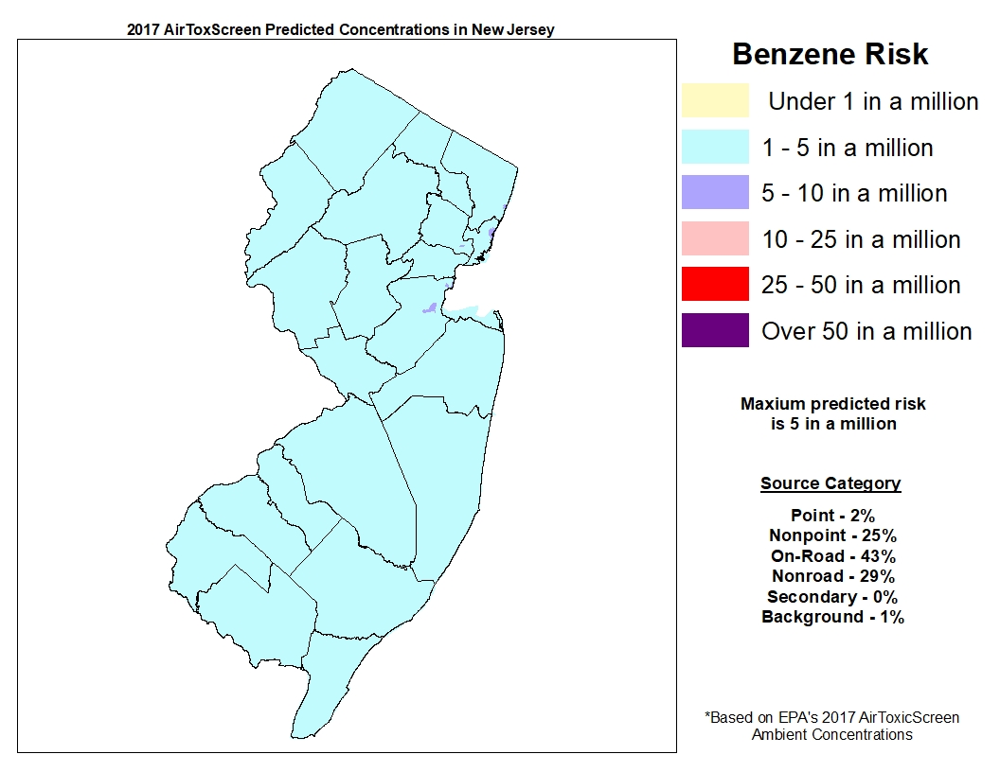 2017 AirToxScreen Predicted Concentrations in New Jersey
Benzene Risk
Under 1 in a million
1 - 5 in a million
5 - 10 in a million
10 - 25 in a million
25 - 50 in a million
Over 50 in a million
Maxium predicted risk
is 5 in a million
Source Category
Point - 2%
Nonpoint - 25%
On-Road - 43%
Nonroad - 29%
Secondary - 0%
Background - 1%
*Based on EPA's 2017 AirToxicScreen
Ambient Concentrations